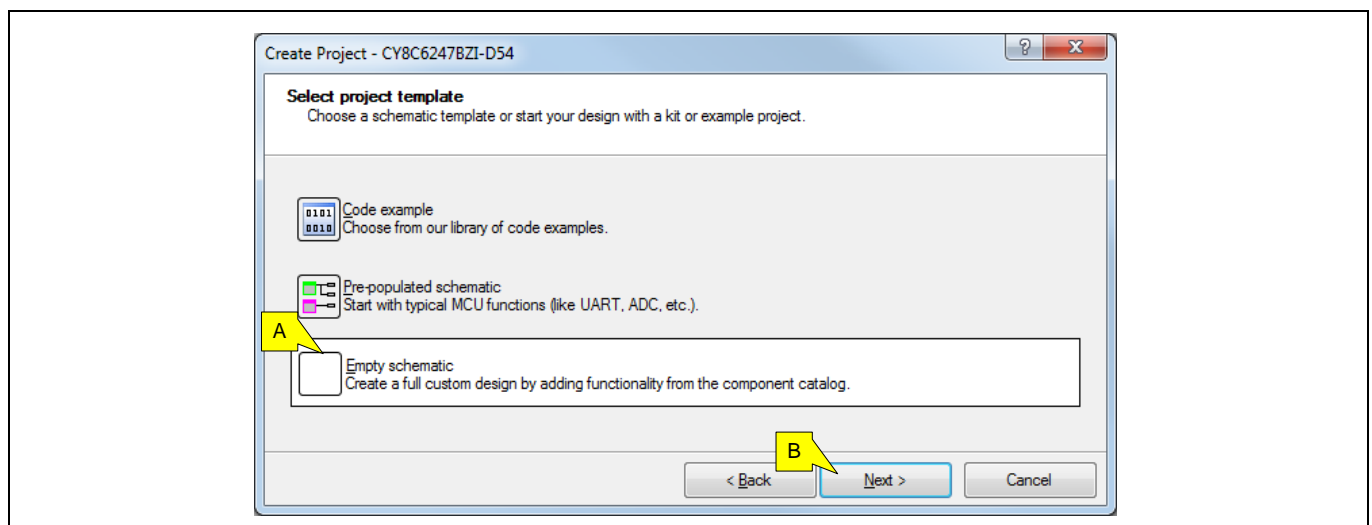 Create Project - CY8C6247BZI-D54
Select project template
Choose a schematic template or start your design with a kit or example project.
0101
0010
Code example
Choose from our library of code examples.
Pre-populated schematic
Start with typical MCU functions (like UART, ADC, etc.).
A
Empty schematic
Create a full custom design by adding functionality from the component catalog.
B
< Back
Next >
Cancel